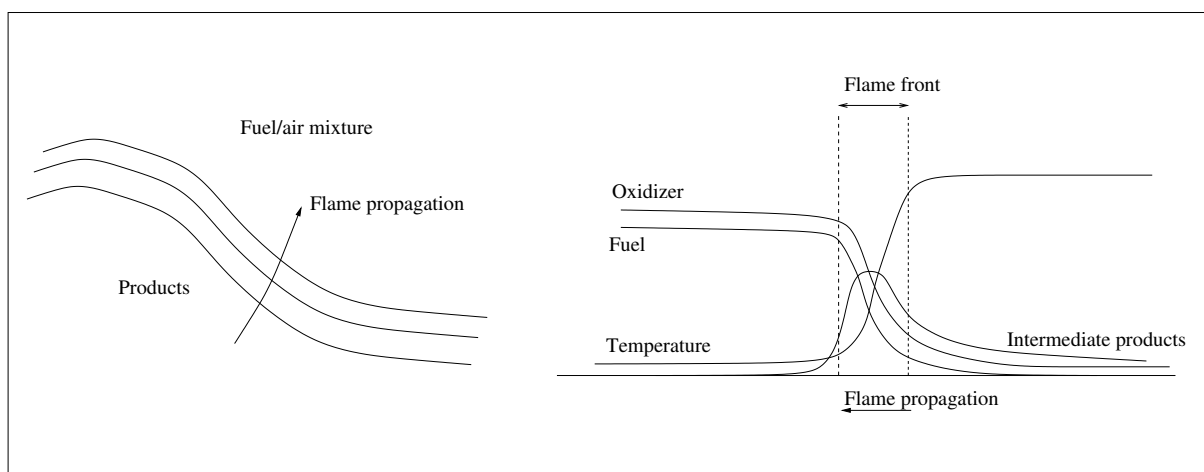 Fuel/air mixture
Flame propagation
Products
Flame front
Oxidizer
Fuel
Temperature
Intermediate products
Flame propagation